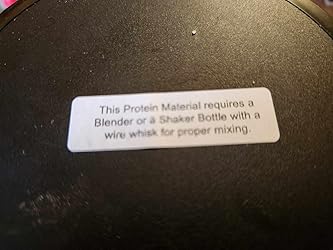 This Protein Material requires a
Blender or a Shaker Bottle with a
wire whisk for proper mixing.